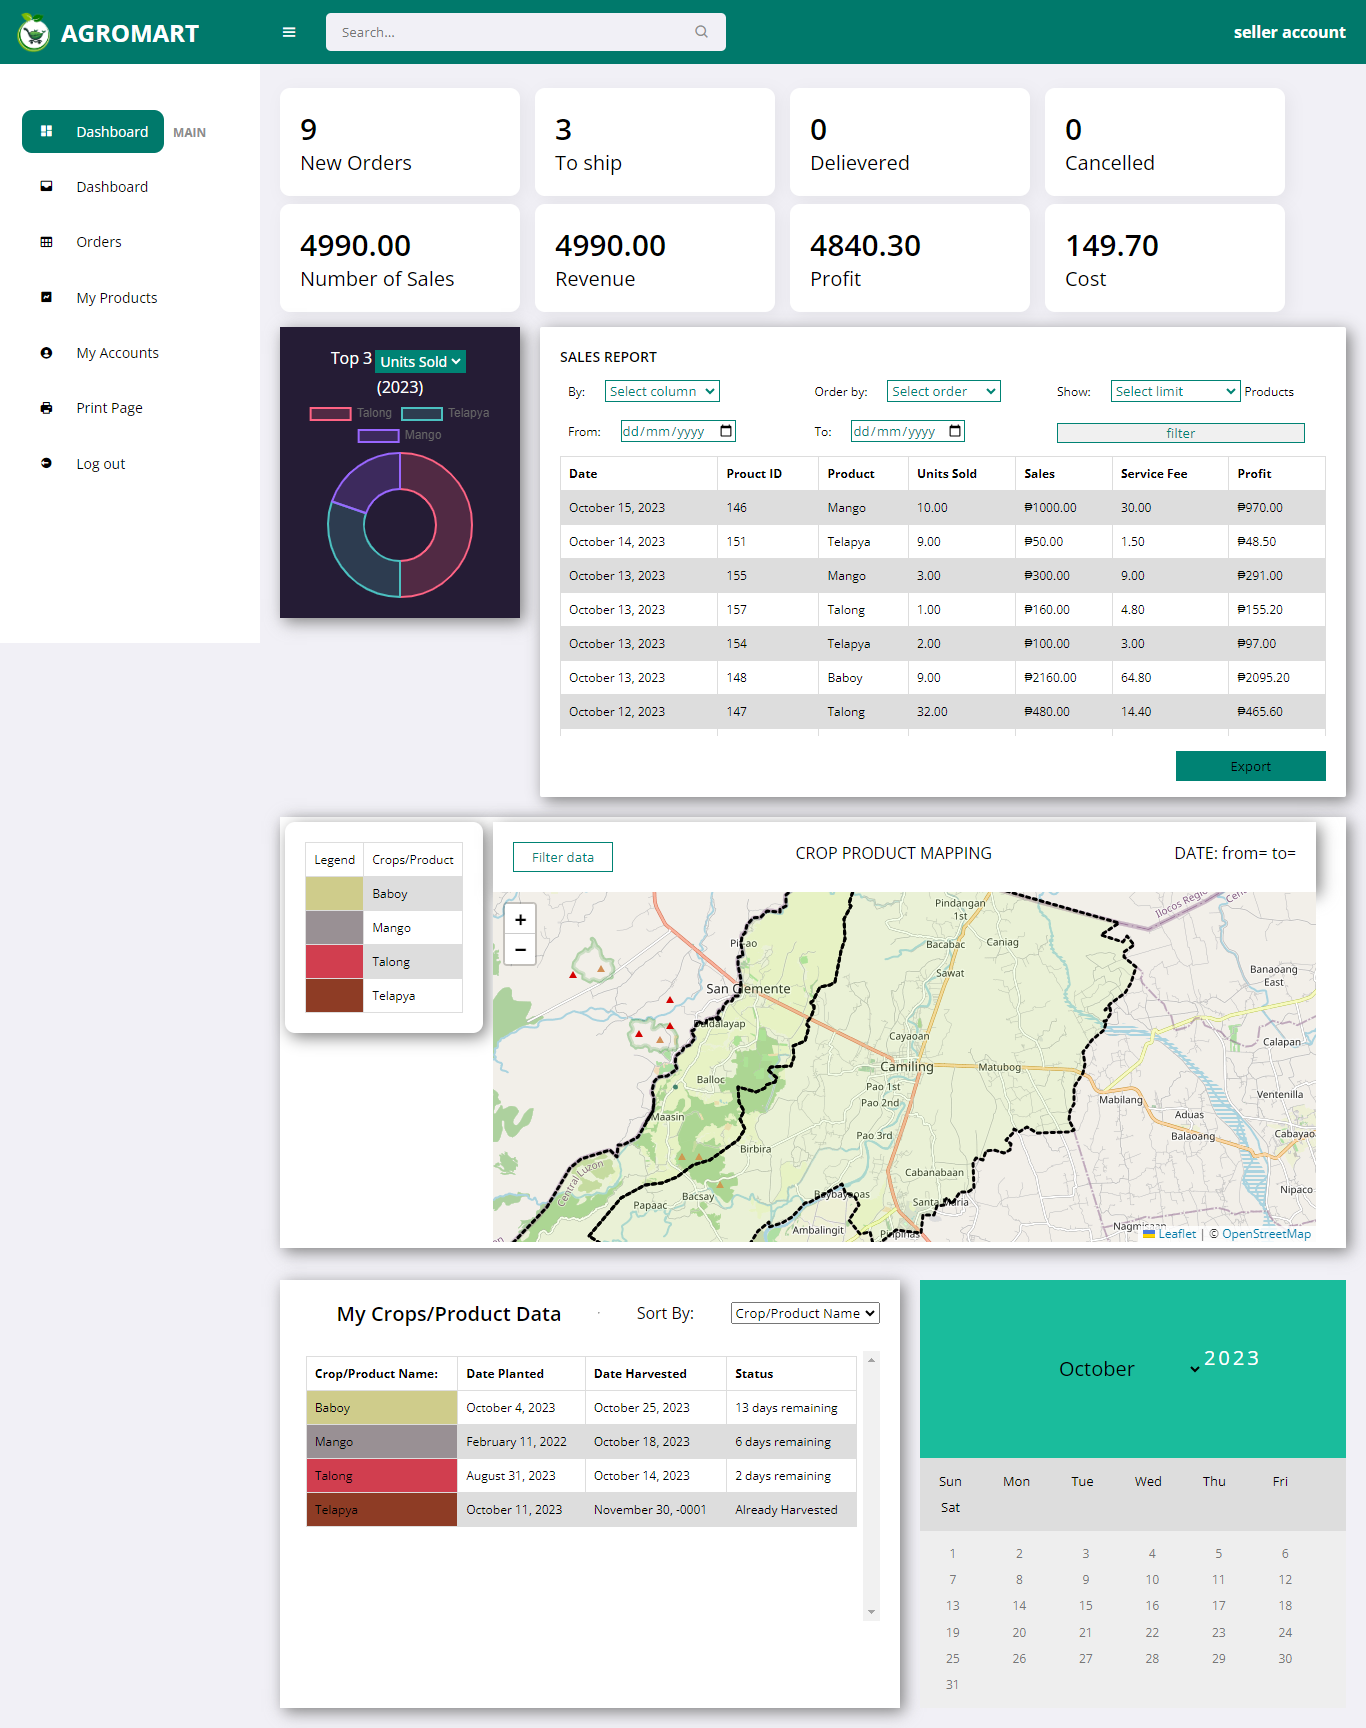 AGROMART
Search...
seller account
Dashboard MAIN
Dashboard
Orders
My Products
My Accounts
Print Page
Log out
9
New Orders
3
To ship
0
Delievered
0
Cancelled
4990.00
Number of Sales
4990.00
Revenue
4840.30
Profit
149.70
Cost
Top 3 Units Sold
(2023)
Talong Telapya
Mango
SALES REPORT
By: Select column Order by: Select order Show: Select limit Products
From: dd/mm/yyyy To: dd/mm/yyyy filter
Date Prouct ID Product Units Sold Sales Service Fee Profit
October 15, 2023 146 Mango 10.00 ₱1000.00 30.00 ₱970.00
October 14, 2023 151 Telapya 9.00 ₱50.00 1.50 ₱48.50
October 13, 2023 155 Mango 3.00 ₱300.00 9.00 ₱291.00
October 13, 2023 157 Talong 1.00 ₱160.00 4.80 ₱155.20
October 13, 2023 154 Telapya 2.00 ₱100.00 3.00 ₱97.00
October 13, 2023 148 Baboy 9.00 ₱2160.00 64.80 ₱2095.20
October 12, 2023 147 Talong 32.00 ₱480.00 14.40 ₱465.60
Export
Legend Crops/Product
Baboy
Mango
Talong
Telapya
Filter data CROP PRODUCT MAPPING DATE: from= to=
+
−
Pindangan
1st
Ilocos Regio
Cen
Pit-ao
Bacabac
Caniag
Sawat
Banaoang
East
San Clemente
Daldalayap
Cayaoan
Calapan
Camiling
Matubog
Balloc
Pao 1st
Pao 2nd
Mabilang
Ventenilla
Maasin
Aduas
Balaoang
Cabayao
Pao 3rd
Birbira
Cabanabaan
Central Luzon
Nipaco
Bacsay
Papaac
Baybayaoas
Santa Maria
Ambalingit
Pinpinas
Nagmisaan
on
Leaflet | © OpenStreetMap
My Crops/Product Data · Sort By: Crop/Product Name
Crop/Product Name: Date Planted Date Harvested Status
Baboy October 4, 2023 October 25, 2023 13 days remaining
Mango February 11, 2022 October 18, 2023 6 days remaining
Talong August 31, 2023 October 14, 2023 2 days remaining
Telapya October 11, 2023 November 30, -0001 Already Harvested
October 2023
Sun Mon Tue Wed Thu Fri
Sat
1 2 3 4 5 6
7 8 9 10 11 12
13 14 15 16 17 18
19 20 21 22 23 24
25 26 27 28 29 30
31